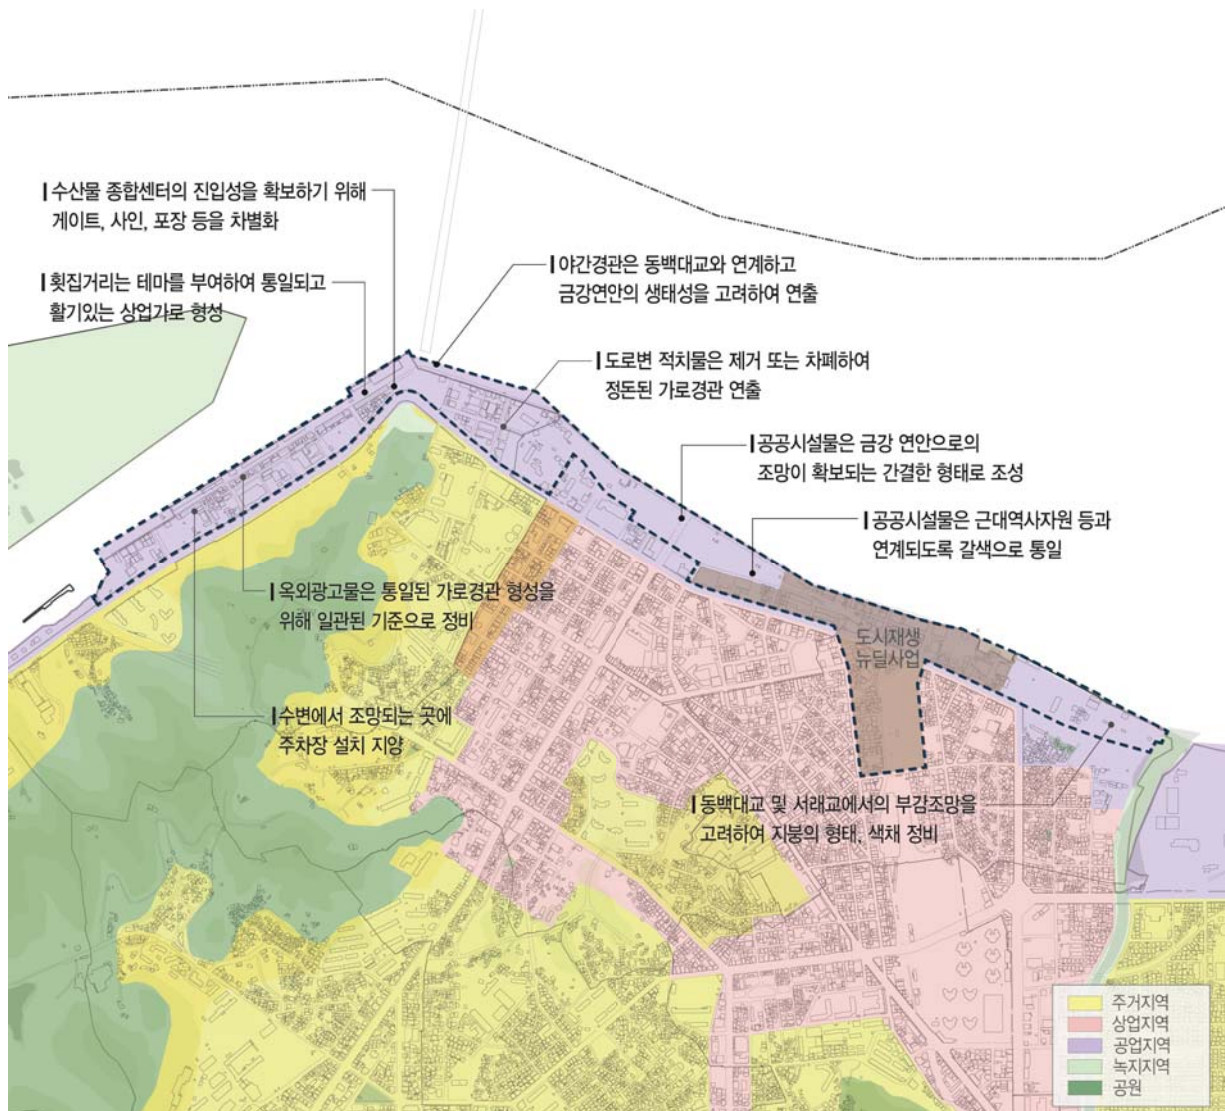 수산물 종합센터의 진입성을 확보하기 위해
게이트, 사인, 포장 등을 차별화
횟집거리는 테마를 부여하여 통일되고
활기있는 상업가로 형성
야간경관은 동백대교와 연계하고
금강연안의 생태성을 고려하여 연출
도로변 적치물은 제거 또는 차폐하여
정돈된 가로경관 연출
공공시설물은 금강 연안으로의
조망이 확보되는 간결한 형태로 조성
공공시설물은 근대역사자원 등과
연계되도록 갈색으로 통일
옥외광고물은 통일된 가로경관 형성을
위해 일관된 기준으로 정비
도시재생
뉴딜사업
수변에서 조망되는 곳에
주차장 설치 지양
동백대교 및 서래교에서의 부감조망을
고려하여 지붕의 형태, 색채 정비
주거지역
상업지역
공업지역
녹지지역
공원